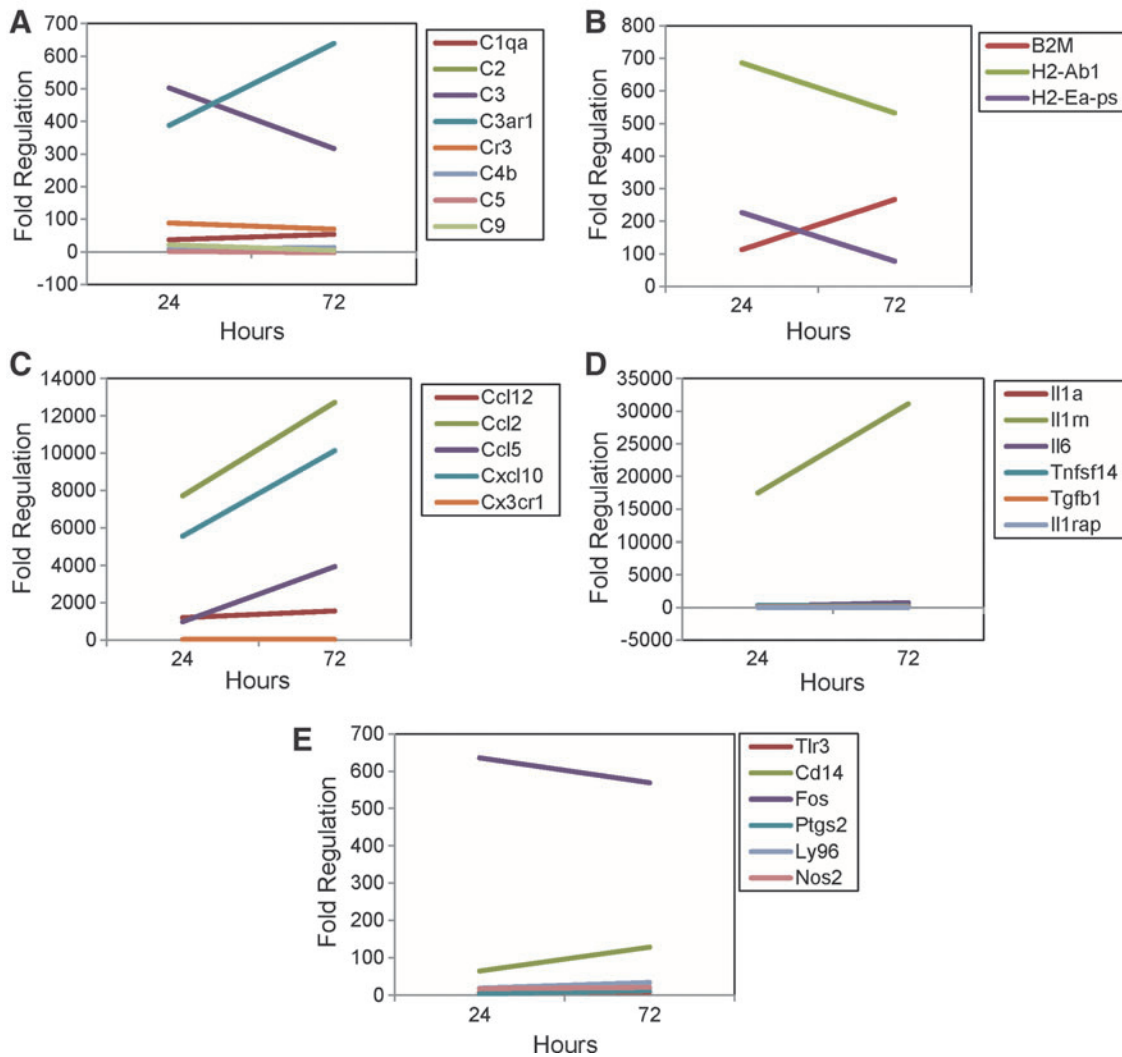 A
Fold Regulation
700
600
500
400
300
200
100
0
-100
24
72
Hours
C1qa
C2
C3
C3ar1
Cr3
C4b
C5
C9
B
Fold Regulation
800
700
600
500
400
300
200
100
0
24
72
Hours
B2M
H2-Ab1
H2-Ea-ps
C
Fold Regulation
14000
12000
10000
8000
6000
4000
2000
0
24
72
Hours
Ccl12
Ccl2
Ccl5
Cxcl10
Cx3cr1
D
Fold Regulation
35000
30000
25000
20000
15000
10000
5000
0
-5000
24
72
Hours
Il1a
Il1rn
Il6
Tnfsf14
Tgfb1
Il1rap
E
Fold Regulation
700
600
500
400
300
200
100
0
24
72
Hours
Tlr3
Cd14
Fos
Ptgs2
Ly96
Nos2